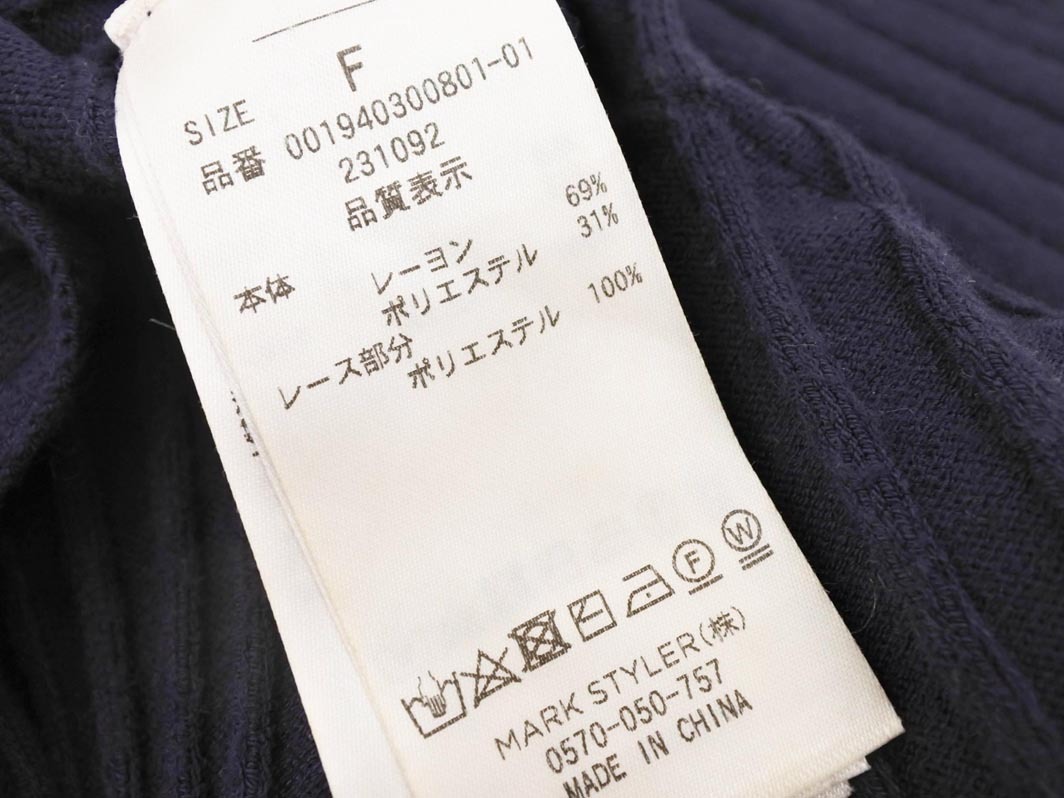 SIZE F
品番 001940300801-01
231092
品質表示
本体 レーヨン 69%
ポリエステル 31%
レース部分
ポリエステル 100%
F
W
MARK STYLER(株)
0570-050-757
MADE IN CHINA